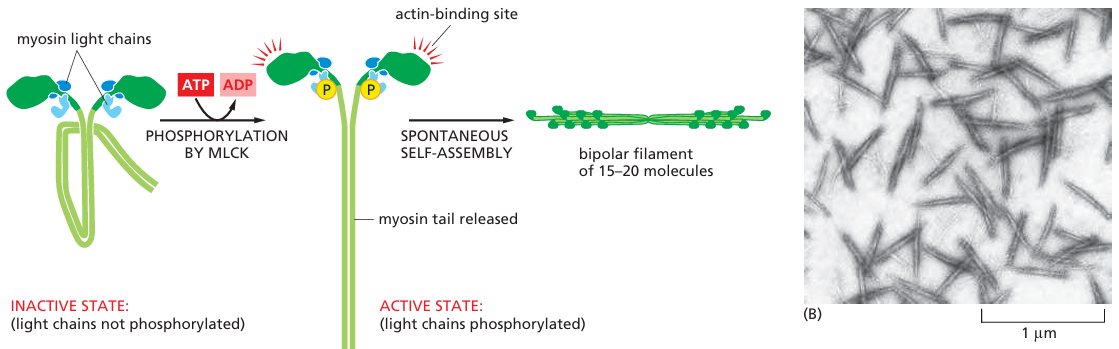 actin-binding site
myosin light chains
ATP
ADP
P
P
PHOSPHORYLATION
BY MLCK
SPONTANEOUS
SELF-ASSEMBLY
bipolar filament
of 15–20 molecules
myosin tail released
INACTIVE STATE:
(light chains not phosphorylated)
ACTIVE STATE:
(light chains phosphorylated)
(B)
1 μm